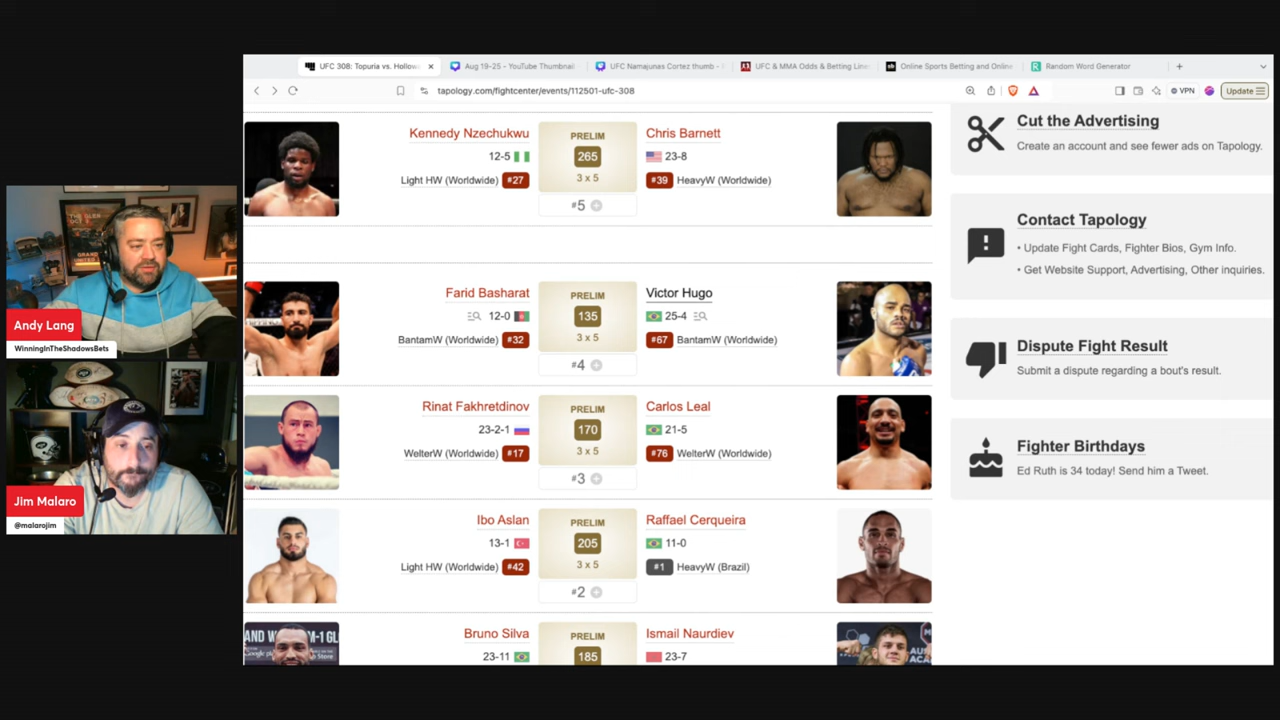 UFC 308: Topuria vs. Hollow
Aug 19-25 - YouTube Thumbnail
UFC Namajunas Cortez thumb -
UFC & MMA Odds & Betting Line
Online Sports Betting and Online
Random Word Generator
tapology.com/fightcenter/events/112501-ufc-308
VPN
Update
Kennedy Nzechukwu
PRELIM
Chris Barnett
12-5
265
23-8
Light HW (Worldwide) #27
3 x 5
#39 HeavyW (Worldwide)
#5
Farid Basharat
PRELIM
Victor Hugo
12-0
135
25-4
BantamW (Worldwide) #32
3 x 5
#67 BantamW (Worldwide)
#4
Rinat Fakhretdinov
PRELIM
Carlos Leal
23-2-1
170
21-5
WelterW (Worldwide) #17
3 x 5
#76 WelterW (Worldwide)
#3
Ibo Aslan
PRELIM
Raffael Cerqueira
13-1
205
11-0
Light HW (Worldwide) #42
3 x 5
#1 HeavyW (Brazil)
#2
Bruno Silva
PRELIM
Ismail Naurdiev
23-11
185
23-7
Cut the Advertising
Create an account and see fewer ads on Tapology.
Contact Tapology
• Update Fight Cards, Fighter Bios, Gym Info.
• Get Website Support, Advertising, Other inquiries.
Dispute Fight Result
Submit a dispute regarding a bout's result.
Fighter Birthdays
Ed Ruth is 34 today! Send him a Tweet.
Andy Lang
WinningInTheShadowsBets
Jim Malaro
@malarojim